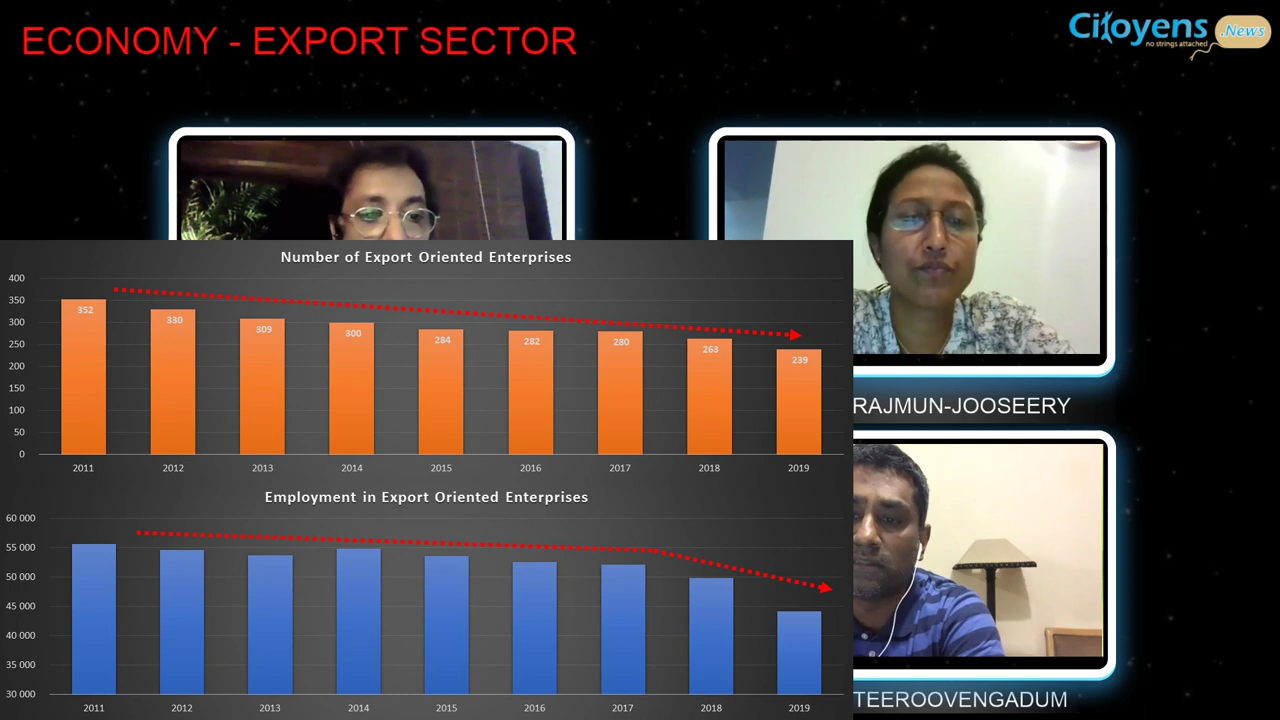 ECONOMY - EXPORT SECTOR
Citoyens .News
no strings attached
Number of Export Oriented Enterprises
400
350
300
250
200
150
100
50
0
352
330
309
300
284
282
280
263
239
2011 2012 2013 2014 2015 2016 2017 2018 2019
RAJMUN-JOOSEERY
Employment in Export Oriented Enterprises
60 000
55 000
50 000
45 000
40 000
35 000
30 000
2011 2012 2013 2014 2015 2016 2017 2018 2019
TEEROOVENGADUM